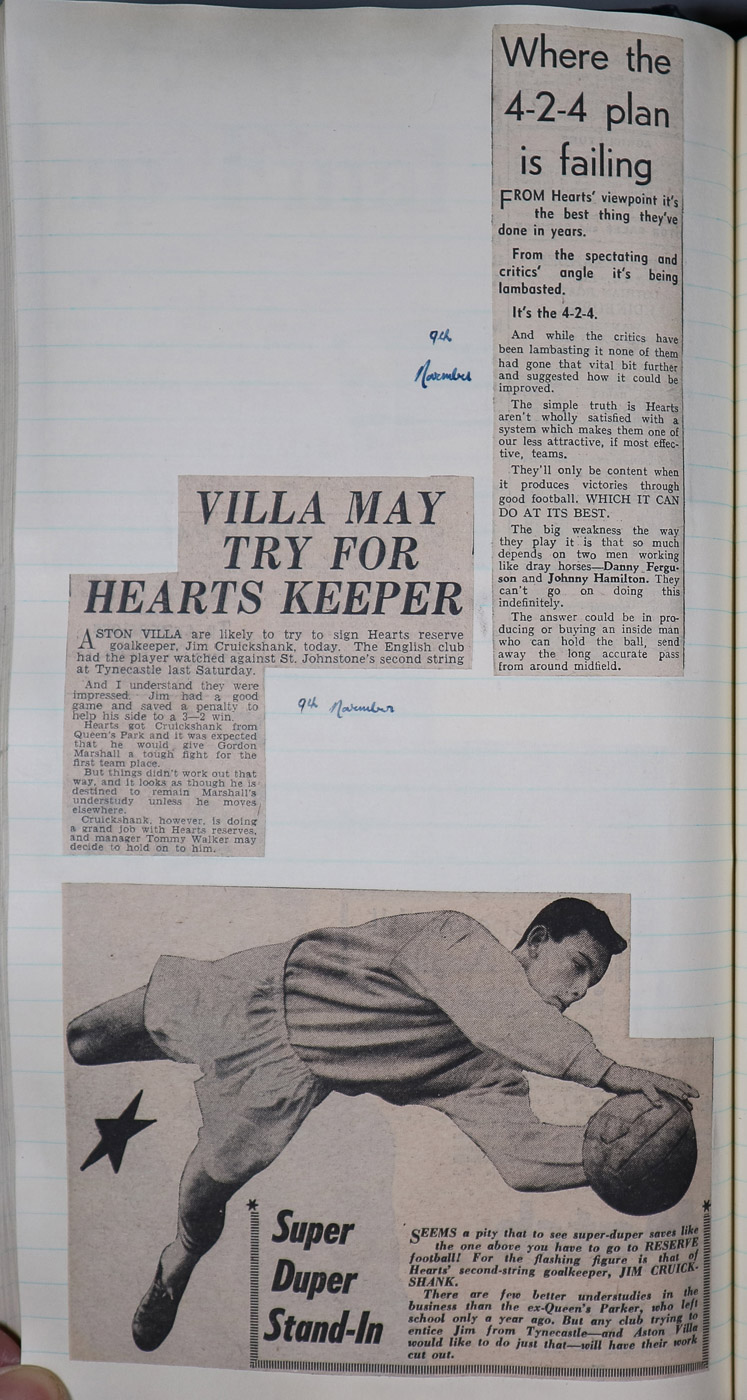 Where the
4-2-4 plan
is failing
FROM Hearts' viewpoint it's
the best thing they've
done in years.
From the spectating and
critics' angle it's being
lambasted.
It's the 4-2-4.
And while the critics have
been lambasting it none of them
had gone that vital bit further
and suggested how it could be
improved.
The simple truth is Hearts
aren't wholly satisfied with a
system which makes them one of
our less attractive, if most effec-
tive, teams.
They'll only be content when
it produces victories through
good football. WHICH IT CAN
DO AT ITS BEST.
The big weakness the way
they play it is that so much
depends on two men working
like dray horses—Danny Fergu-
son and Johnny Hamilton. They
can't go on doing this
indefinitely.
The answer could be in pro-
ducing or buying an inside man
who can hold the ball, send
away the long accurate pass
from around midfield.
9th
November
VILLA MAY
TRY FOR
HEARTS KEEPER
ASTON VILLA are likely to try to sign Hearts reserve
goalkeeper, Jim Cruickshank, today. The English club
had the player watched against St. Johnstone's second string
at Tynecastle last Saturday.
And I understand they were
impressed. Jim had a good
game and saved a penalty to
help his side to a 3—2 win.
Hearts got Cruickshank from
Queen's Park and it was expected
that he would give Gordon
Marshall a tough fight for the
first team place.
But things didn't work out that
way, and it looks as though he is
destined to remain Marshall's
understudy unless he moves
elsewhere.
Cruickshank, however, is doing
a grand job with Hearts reserves,
and manager Tommy Walker may
decide to hold on to him.
9th November
Super
Duper
Stand-In
SEEMS a pity that to see super-duper saves like
the one above you have to go to RESERVE
football! For the flashing figure is that of
Hearts' second-string goalkeeper, JIM CRUICK-
SHANK.
There are few better understudies in the
business than the ex-Queen's Parker, who left
school only a year ago. But any club trying to
entice Jim from Tynecastle—and Aston Villa
would like to do just that—will have their work
cut out.